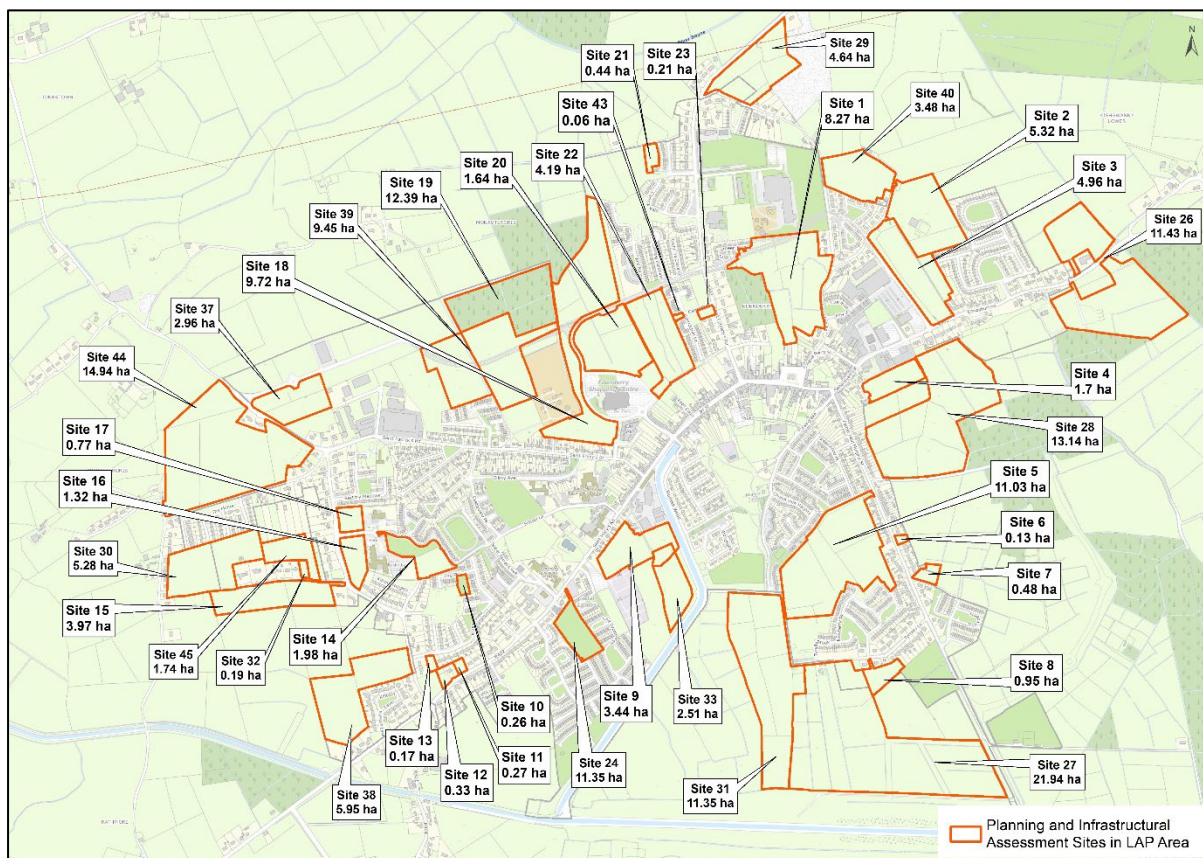 Site 21
0.44 ha
Site 23
0.21 ha
Site 29
4.64 ha
N
Site 43
0.06 ha
Site 40
3.48 ha
Site 1
8.27 ha
Site 2
5.32 ha
Site 22
4.19 ha
Site 20
1.64 ha
Site 3
4.96 ha
Site 19
12.39 ha
Site 39
9.45 ha
Site 26
11.43 ha
Site 18
9.72 ha
Site 37
2.96 ha
Site 44
14.94 ha
Site 4
1.7 ha
Site 28
13.14 ha
Site 17
0.77 ha
Site 16
1.32 ha
Site 5
11.03 ha
Site 6
0.13 ha
Site 30
5.28 ha
Site 7
0.48 ha
Site 15
3.97 ha
Site 45
1.74 ha
Site 32
0.19 ha
Site 14
1.98 ha
Site 8
0.95 ha
Site 10
0.26 ha
Site 9
3.44 ha
Site 33
2.51 ha
Site 13
0.17 ha
Site 11
0.27 ha
Site 12
0.33 ha
Site 38
5.95 ha
Site 24
11.35 ha
Site 31
11.35 ha
Site 27
21.94 ha
Planning and Infrastructural
Assessment Sites in LAP Area